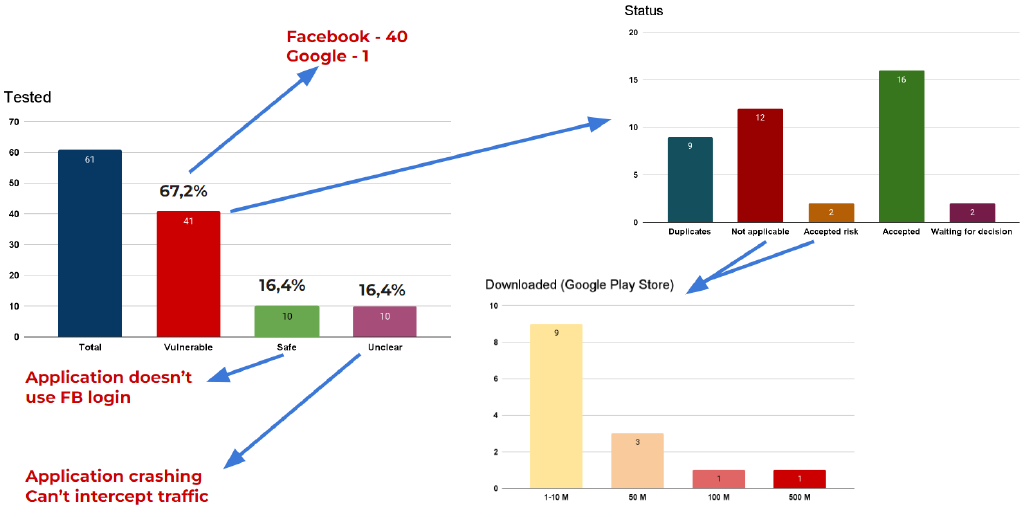 Facebook - 40
Google - 1
Tested
70
60
50
40
30
20
10
0
61
67,2%
41
16,4%
10
16,4%
10
Total
Vulnerable
Safe
Unclear
Application doesn't
use FB login
Application crashing
Can't intercept traffic
Status
20
15
10
5
0
9
12
2
16
2
Duplicates
Not applicable
Accepted risk
Accepted
Waiting for decision
Downloaded (Google Play Store)
10
8
6
4
2
0
9
3
1
1
1-10 M
50 M
100 M
500 M